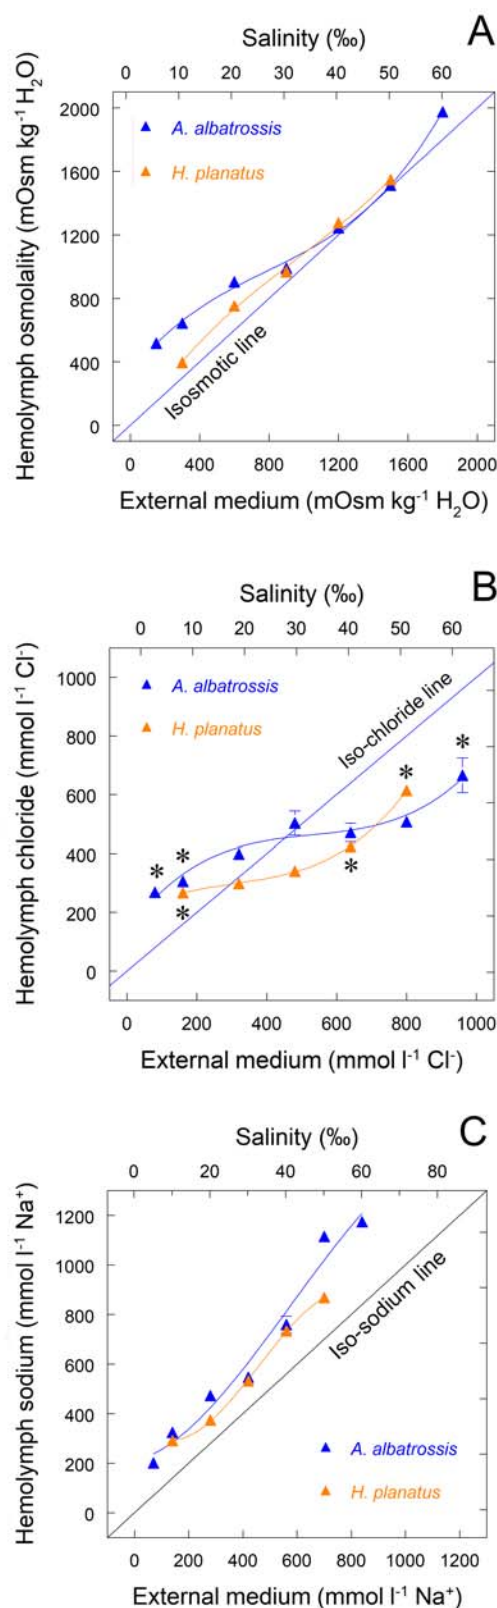 A
Salinity (‰)
0 10 20 30 40 50 60
2000
1600
1200
800
400
0
Hemolymph osmolality (mOsm kg⁻¹ H₂O)
A. albatrossis
H. planatus
Isosmotic line
0 400 800 1200 1600 2000
External medium (mOsm kg⁻¹ H₂O)
B
Salinity (‰)
0 10 20 30 40 50 60
1000
800
600
400
200
0
Hemolymph chloride (mmol l⁻¹ Cl⁻)
A. albatrossis
H. planatus
Iso-chloride line
* * * * * *
0 200 400 600 800 1000
External medium (mmol l⁻¹ Cl⁻)
C
Salinity (‰)
0 20 40 60 80
1200
1000
800
600
400
200
0
Hemolymph sodium (mmol l⁻¹ Na⁺)
Iso-sodium line
A. albatrossis
H. planatus
0 200 400 600 800 1000 1200
External medium (mmol l⁻¹ Na⁺)